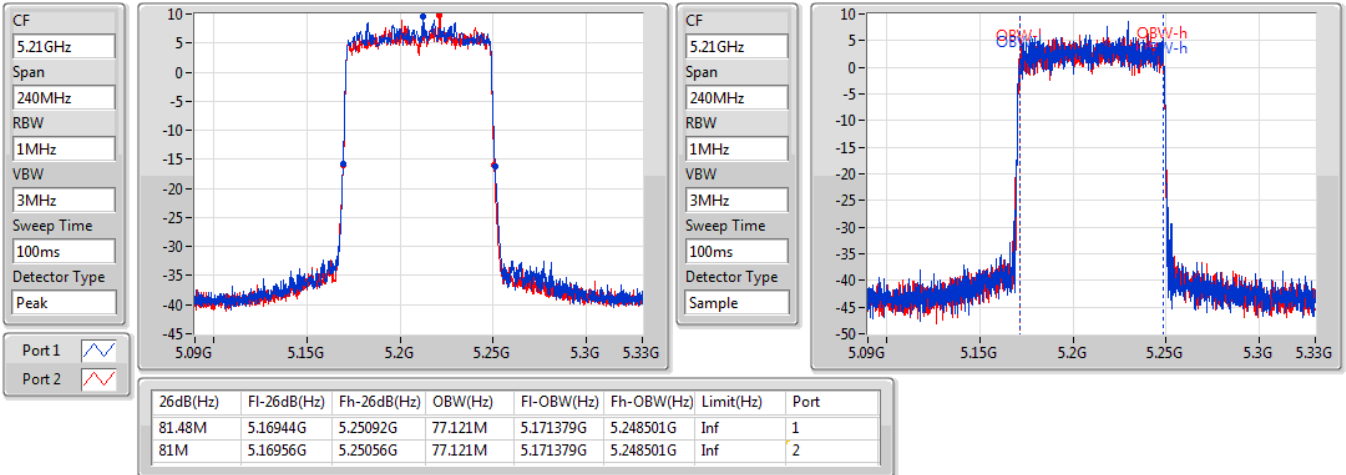 CF
5.21GHz
Span
240MHz
RBW
1MHz
VBW
3MHz
Sweep Time
100ms
Detector Type
Peak
Port 1
Port 2
10
5
0
-5
-10
-15
-20
-25
-30
-35
-40
-45
5.09G 5.15G 5.2G 5.25G 5.3G 5.33G
CF
5.21GHz
Span
240MHz
RBW
1MHz
VBW
3MHz
Sweep Time
100ms
Detector Type
Sample
10
5
0
-5
-10
-15
-20
-25
-30
-35
-40
-45
-50
OBW-l OBW-h
5.09G 5.15G 5.2G 5.25G 5.3G 5.33G
26dB(Hz) Fl-26dB(Hz) Fh-26dB(Hz) OBW(Hz) Fl-OBW(Hz) Fh-OBW(Hz) Limit(Hz) Port
81.48M 5.16944G 5.25092G 77.121M 5.171379G 5.248501G Inf 1
81M 5.16956G 5.25056G 77.121M 5.171379G 5.248501G Inf 2